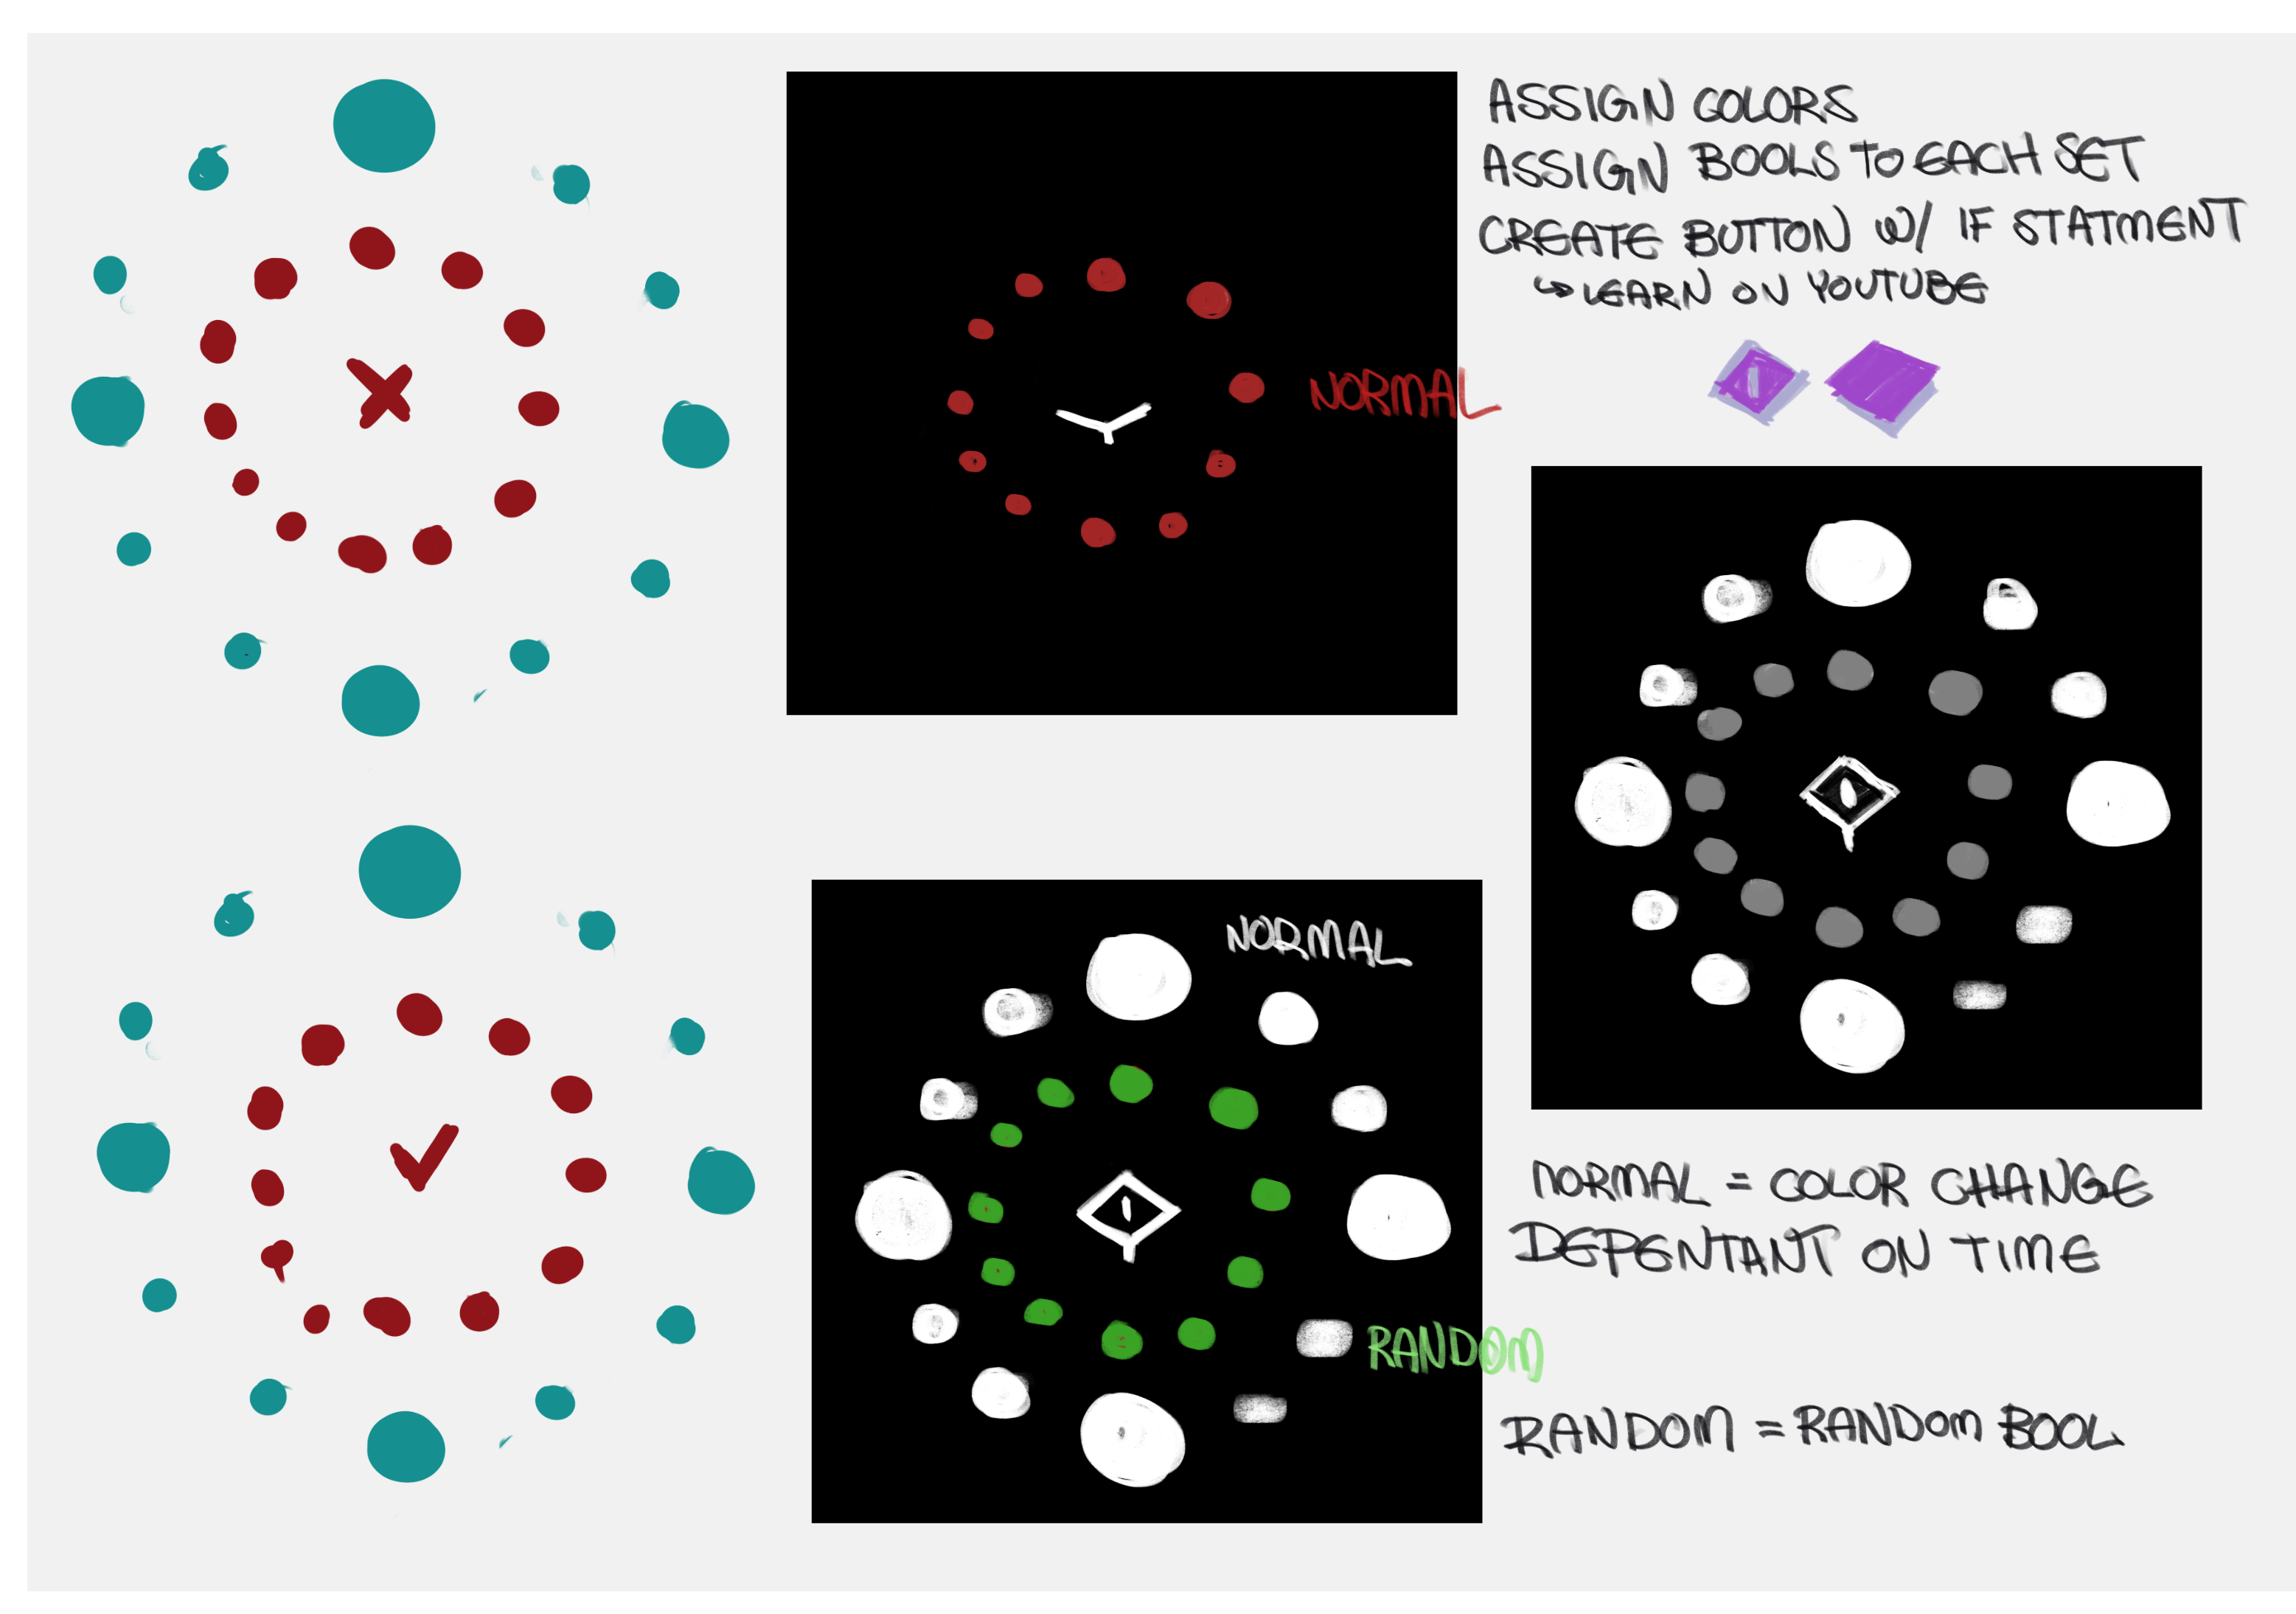 ASSIGN COLORS
ASSIGN BOOLS TO EACH SET
CREATE BUTTON W/ IF STATMENT
↳ LEARN ON YOUTUBE
NORMAL
NORMAL
RANDOM
NORMAL = COLOR CHANGE
DEPENTANT ON TIME
RANDOM = RANDOM BOOL